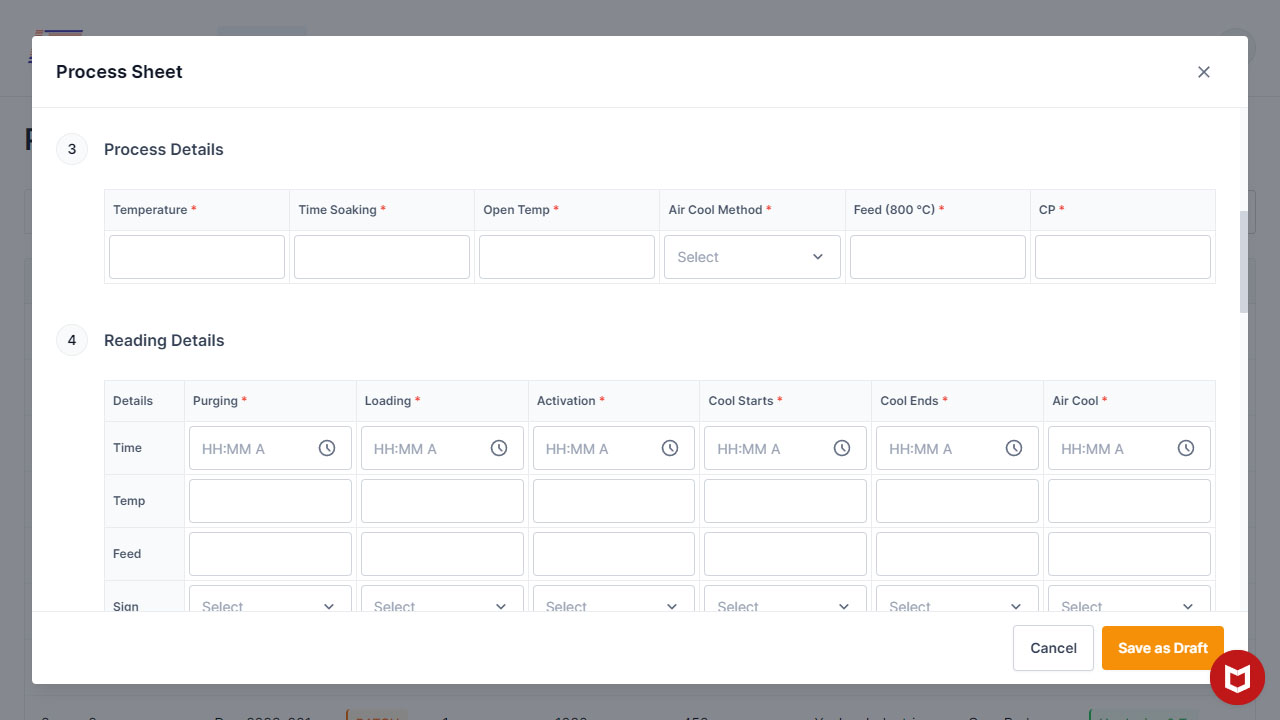 Process Sheet
3 Process Details
Temperature * Time Soaking * Open Temp * Air Cool Method * Feed (800 °C) * CP *
Select
4 Reading Details
Details Purging * Loading * Activation * Cool Starts * Cool Ends * Air Cool *
Time HH:MM A HH:MM A HH:MM A HH:MM A HH:MM A HH:MM A
Temp
Feed
Sign Select Select Select Select Select Select
Cancel Save as Draft